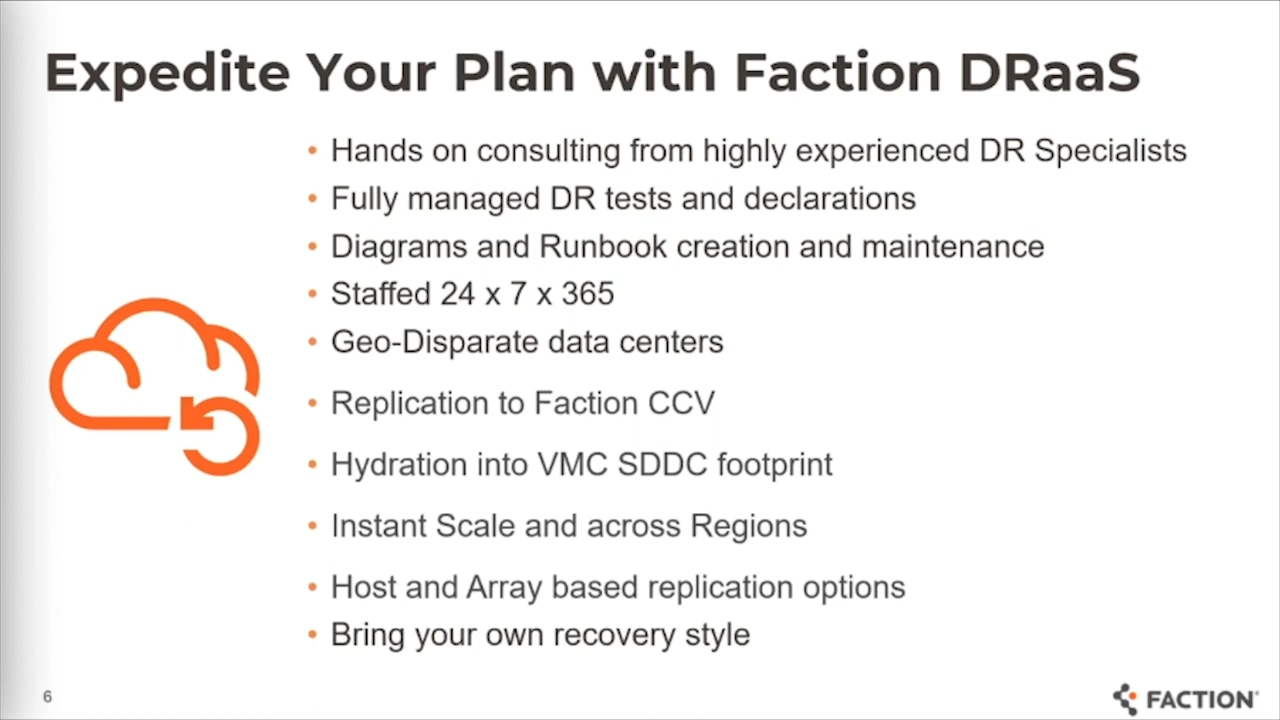 Expedite Your Plan with Faction DRaaS
• Hands on consulting from highly experienced DR Specialists
• Fully managed DR tests and declarations
• Diagrams and Runbook creation and maintenance
• Staffed 24 x 7 x 365
• Geo-Disparate data centers
• Replication to Faction CCV
• Hydration into VMC SDDC footprint
• Instant Scale and across Regions
• Host and Array based replication options
• Bring your own recovery style
6
FACTION®